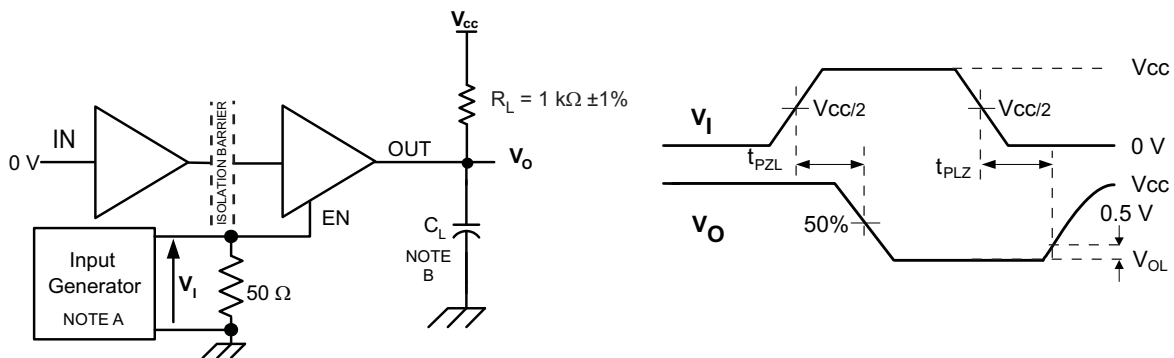 Vcc
RL = 1 kΩ ±1%
IN
0 V
ISOLATION BARRIER
OUT
VO
EN
CL
NOTE
B
Input
Generator
NOTE A
VI
50 Ω
Vcc
Vcc/2
Vcc/2
VI
0 V
tPZL
tPLZ
Vcc
0.5 V
50%
VO
VOL